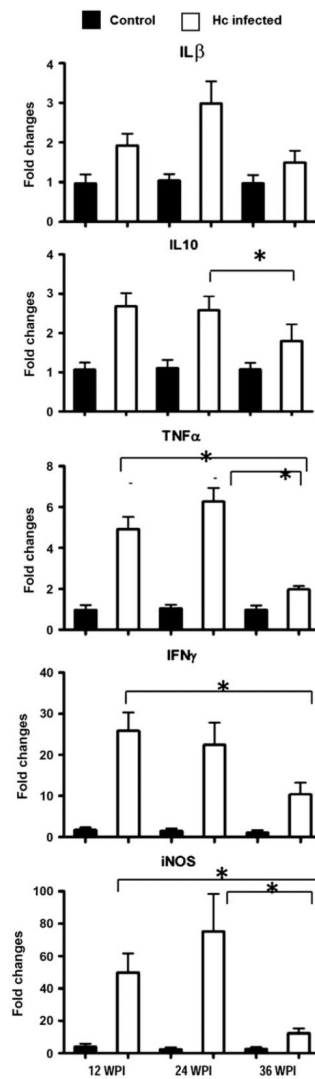 Control Hc infected
ILβ
Fold changes
4
3
2
1
0
IL10
Fold changes
4
3
2
1
0
*
TNFα
Fold changes
8
6
4
2
0
*
*
IFNγ
Fold changes
40
30
20
10
0
*
iNOS
Fold changes
100
80
60
40
20
0
*
*
12 WPI 24 WPI 36 WPI